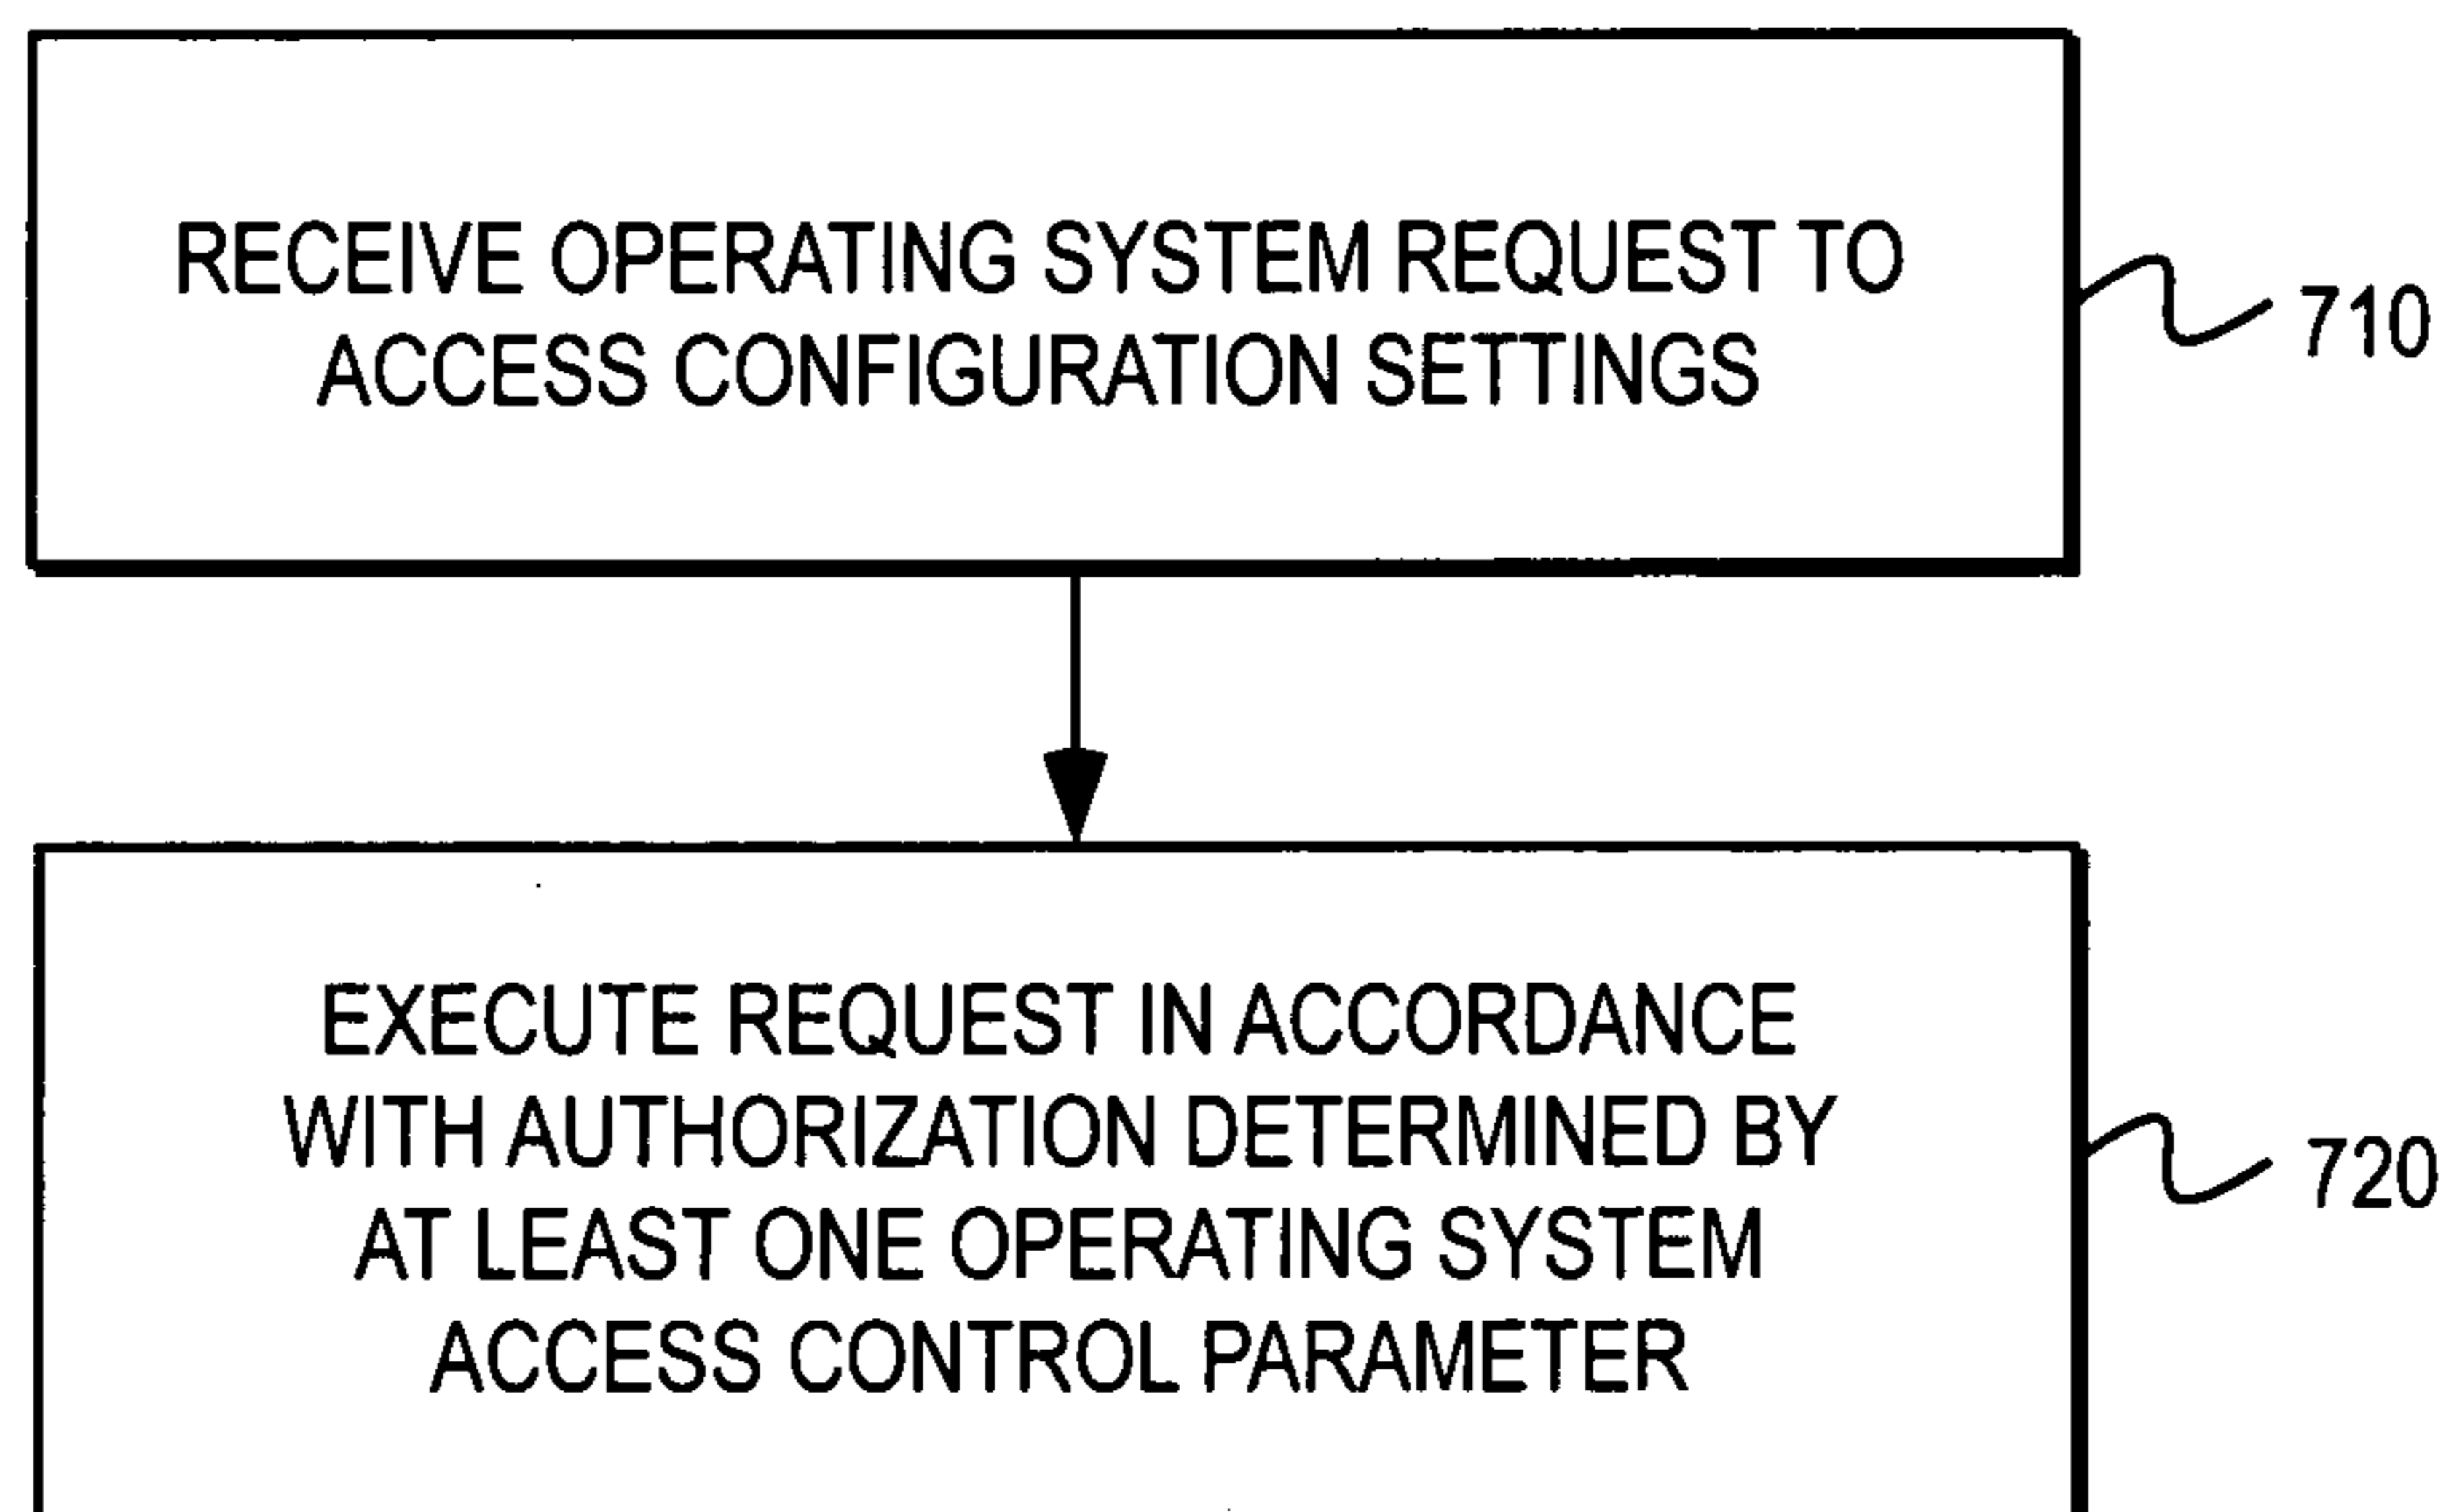 RECEIVE OPERATING SYSTEM REQUEST TO
ACCESS CONFIGURATION SETTINGS
710
EXECUTE REQUEST IN ACCORDANCE
WITH AUTHORIZATION DETERMINED BY
AT LEAST ONE OPERATING SYSTEM
ACCESS CONTROL PARAMETER
720